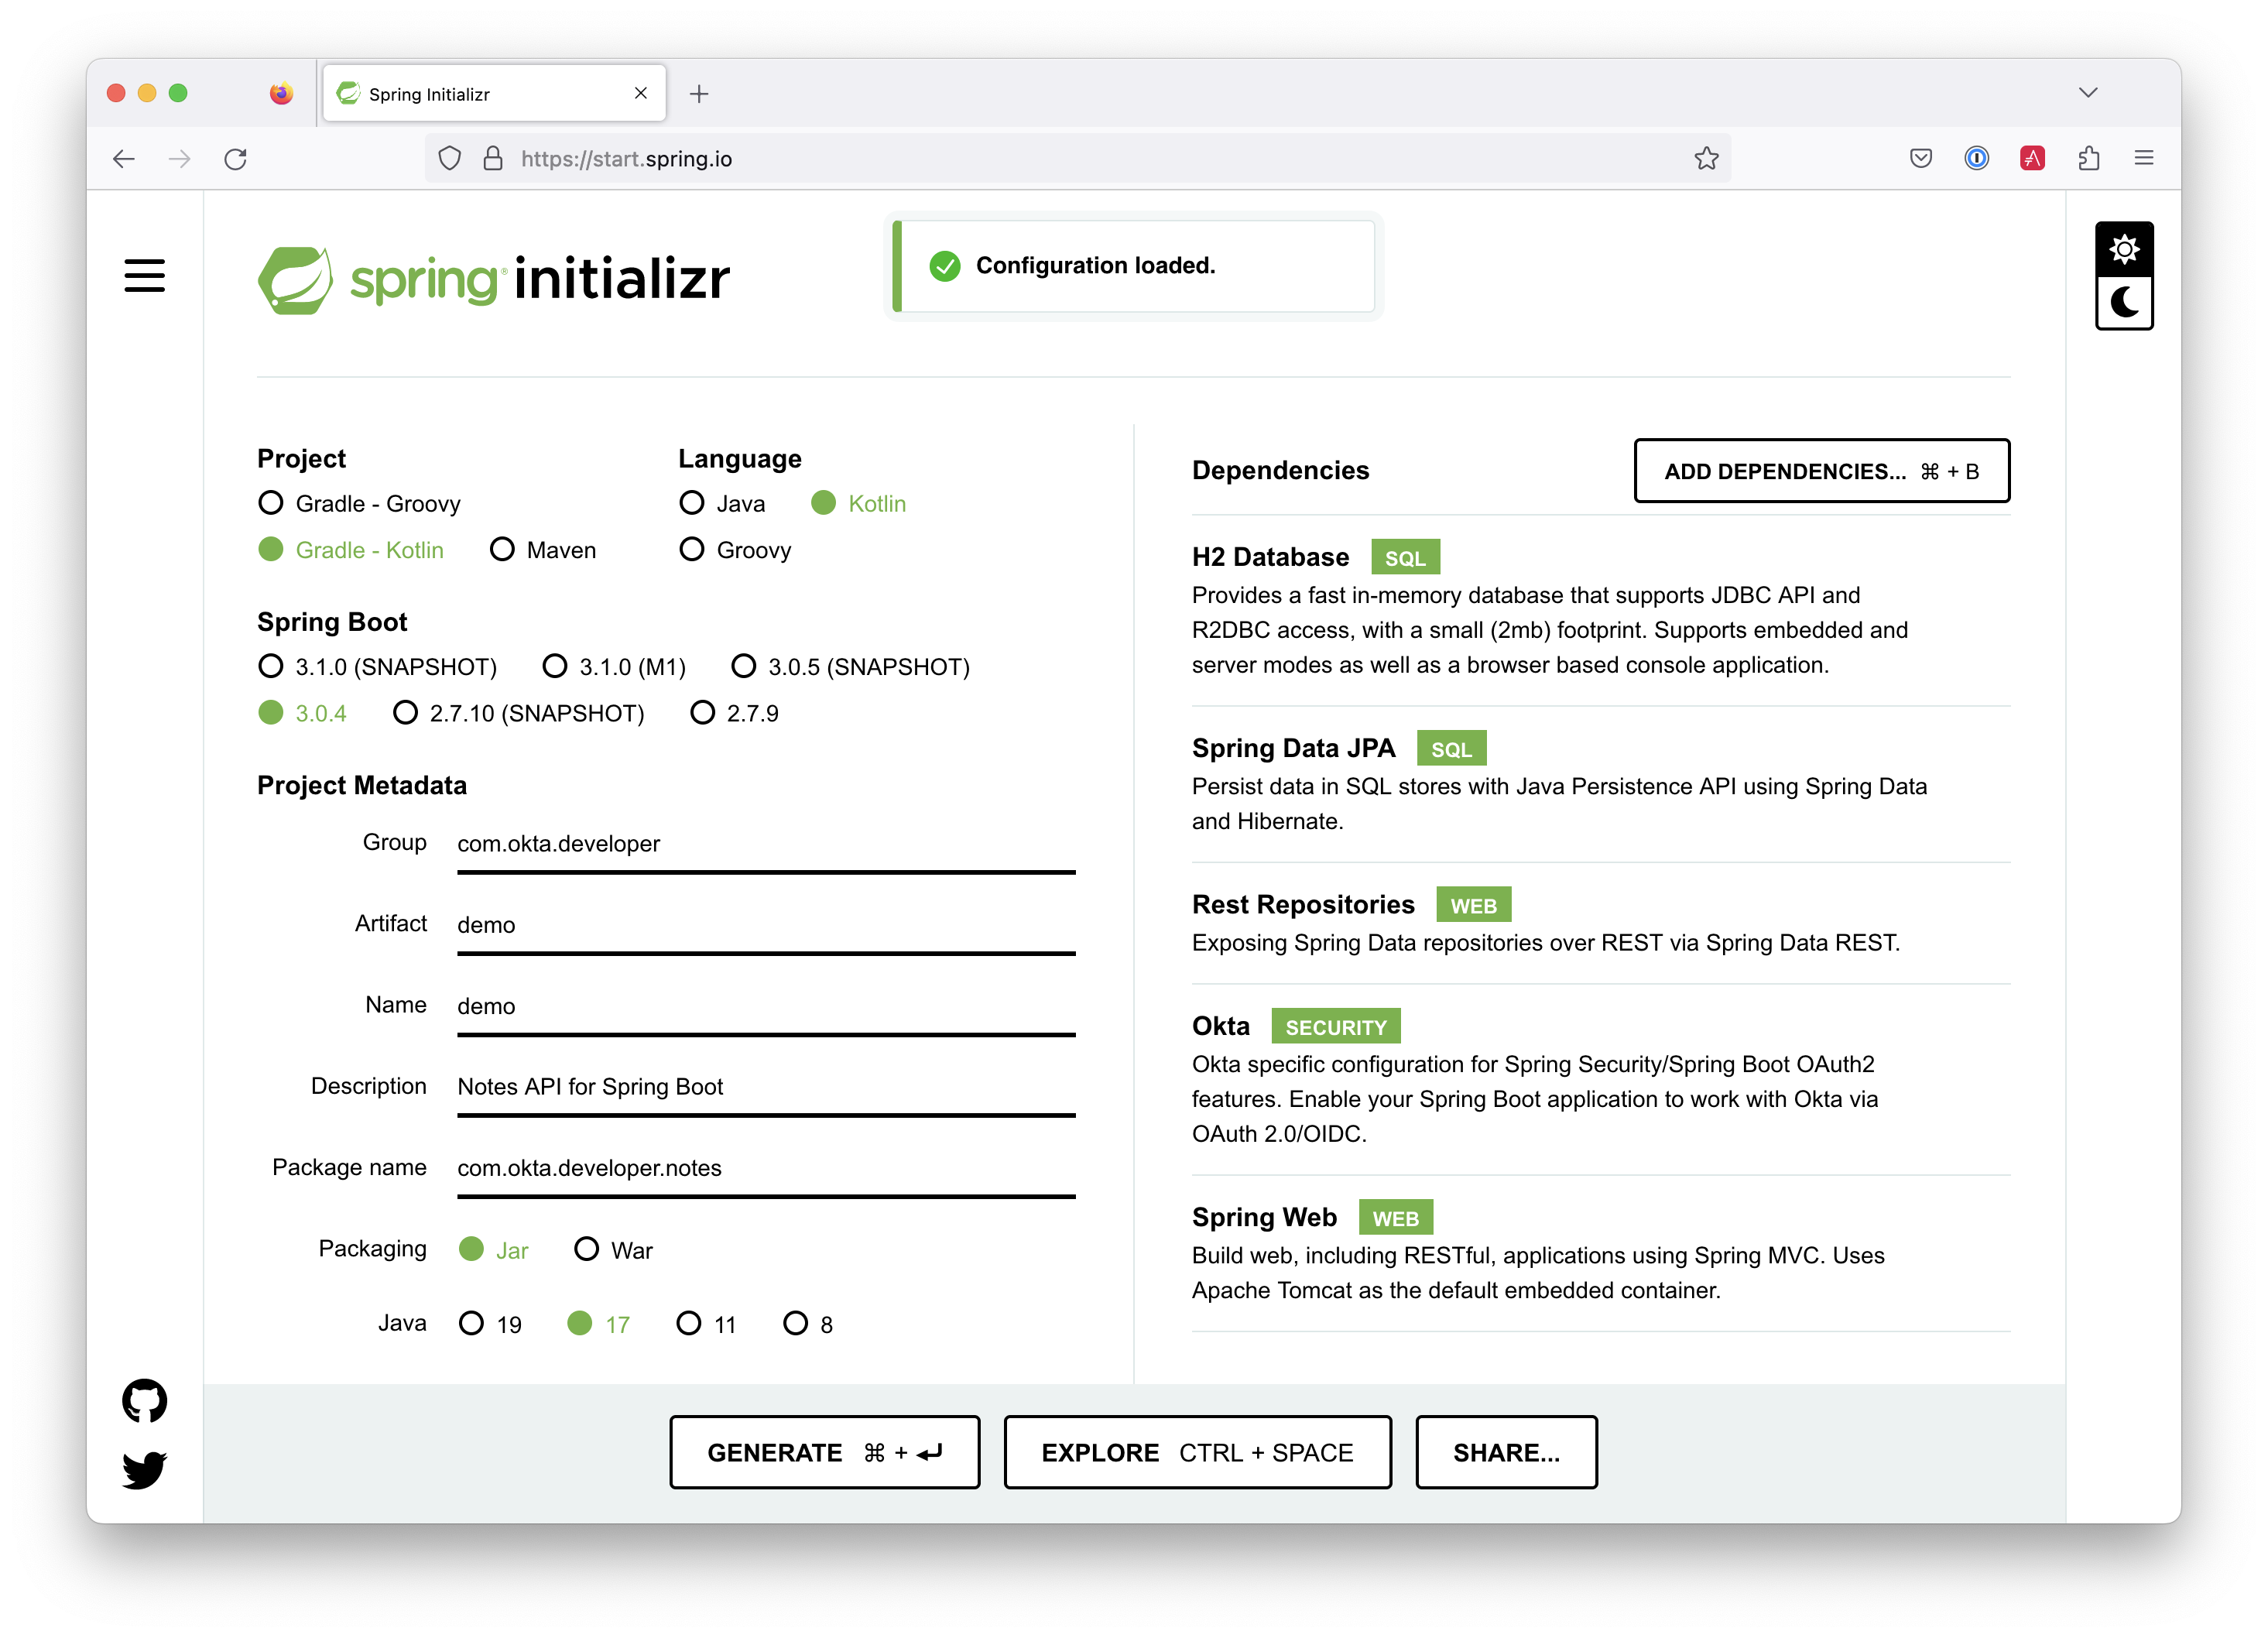 Spring Initializr
https://start.spring.io
spring® initializr
Configuration loaded.
Project
Gradle - Groovy
Gradle - Kotlin Maven
Language
Java Kotlin
Groovy
Spring Boot
3.1.0 (SNAPSHOT) 3.1.0 (M1) 3.0.5 (SNAPSHOT)
3.0.4 2.7.10 (SNAPSHOT) 2.7.9
Project Metadata
Group com.okta.developer
Artifact demo
Name demo
Description Notes API for Spring Boot
Package name com.okta.developer.notes
Packaging Jar War
Java 19 17 11 8
Dependencies
ADD DEPENDENCIES... ⌘ + B
H2 Database SQL
Provides a fast in-memory database that supports JDBC API and
R2DBC access, with a small (2mb) footprint. Supports embedded and
server modes as well as a browser based console application.
Spring Data JPA SQL
Persist data in SQL stores with Java Persistence API using Spring Data
and Hibernate.
Rest Repositories WEB
Exposing Spring Data repositories over REST via Spring Data REST.
Okta SECURITY
Okta specific configuration for Spring Security/Spring Boot OAuth2
features. Enable your Spring Boot application to work with Okta via
OAuth 2.0/OIDC.
Spring Web WEB
Build web, including RESTful, applications using Spring MVC. Uses
Apache Tomcat as the default embedded container.
GENERATE ⌘ + ⏎
EXPLORE CTRL + SPACE
SHARE...